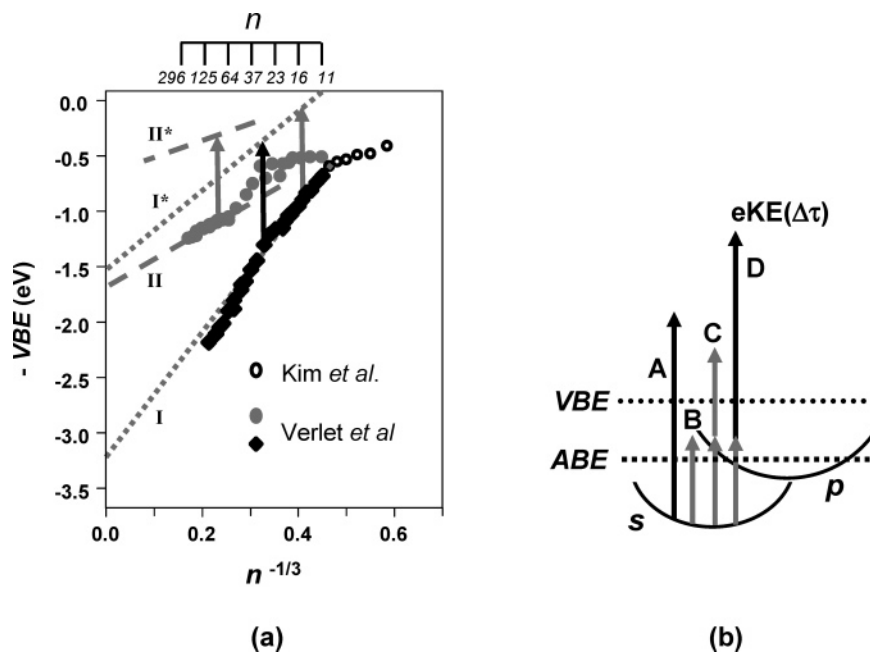 n
296 125 64 37 23 16 11
0.0
-0.5
-1.0
-1.5
-2.0
-2.5
-3.0
-3.5
- VBE (eV)
II*
I*
II
I
Kim et al.
Verlet et al
0.0 0.2 0.4 0.6
n -1/3
(a)
eKE(Δτ)
D
A
C
VBE
B
ABE
s
p
(b)